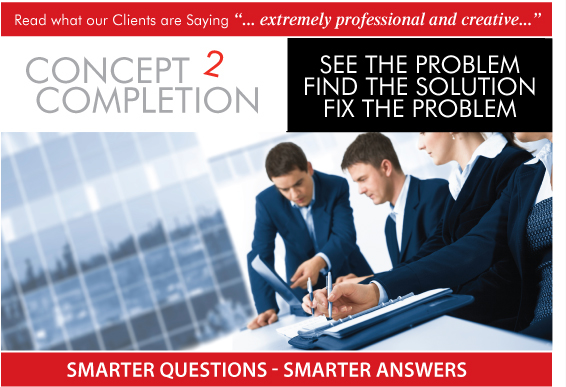 Read what our Clients are Saying “... extremely professional and creative...”
CONCEPT 2
COMPLETION
SEE THE PROBLEM
FIND THE SOLUTION
FIX THE PROBLEM
SMARTER QUESTIONS - SMARTER ANSWERS